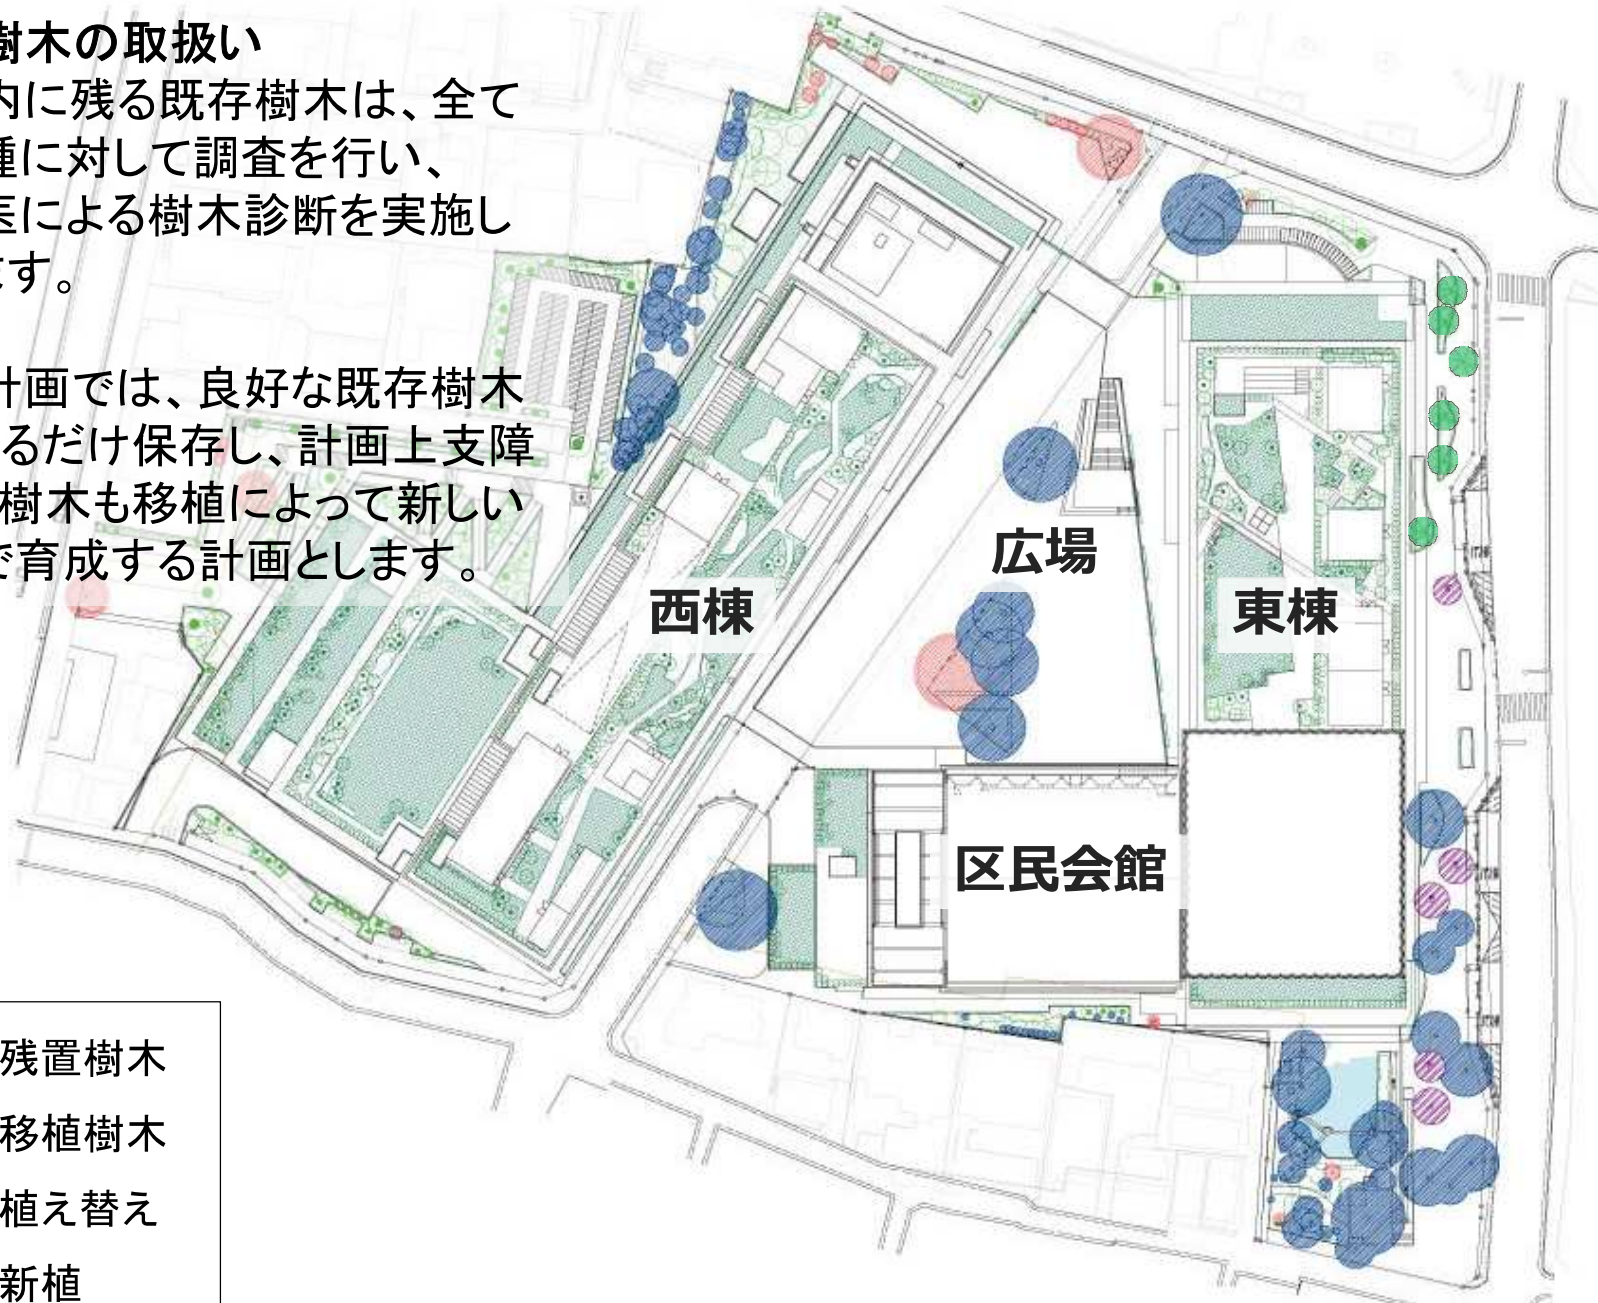 樹木の取扱い
内に残る既存樹木は、全て
種に対して調査を行い、
医による樹木診断を実施し
ます。
計画では、良好な既存樹木
るだけ保存し、計画上支障
樹木も移植によって新しい
で育成する計画とします。
広場
西棟
東棟
区民会館
残置樹木
移植樹木
植え替え
新植